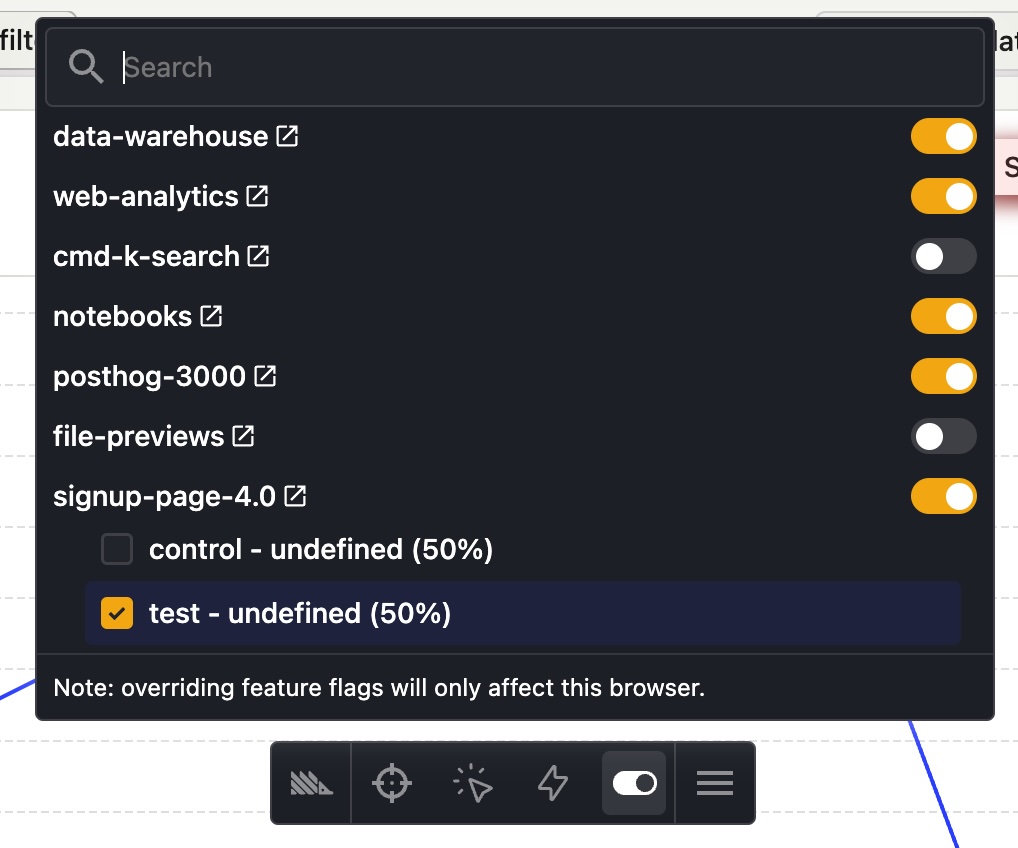 filt
Search
data-warehouse
web-analytics
cmd-k-search
notebooks
posthog-3000
file-previews
signup-page-4.0
control - undefined (50%)
test - undefined (50%)
Note: overriding feature flags will only affect this browser.